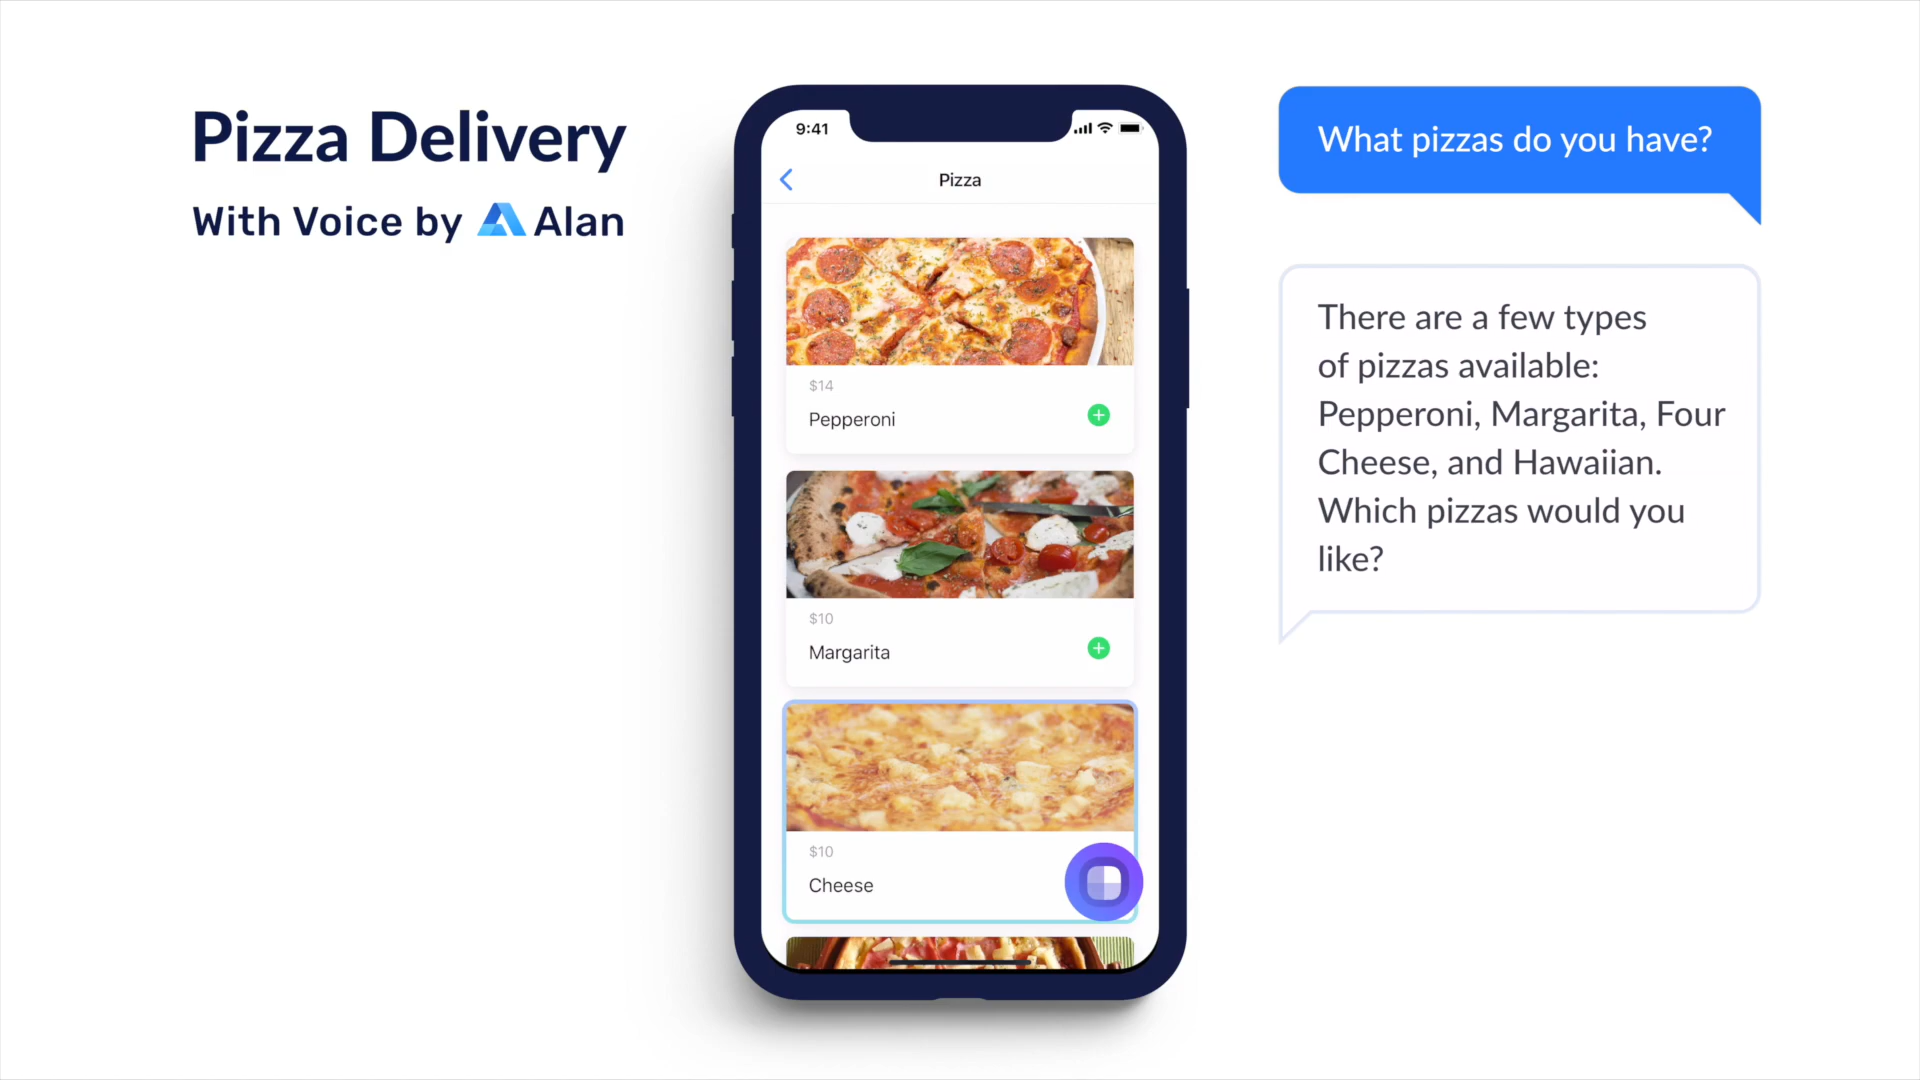 Pizza Delivery
With Voice by Alan
9:41
Pizza
$14
Pepperoni
$10
Margarita
$10
Cheese
What pizzas do you have?
There are a few types
of pizzas available:
Pepperoni, Margarita, Four
Cheese, and Hawaiian.
Which pizzas would you
like?